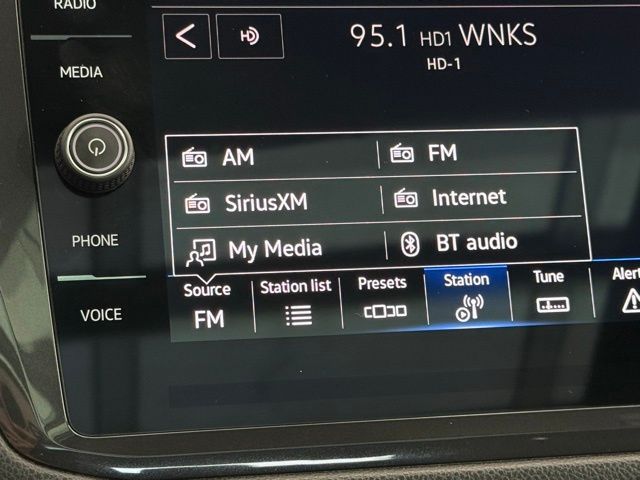 RADIO
MEDIA
PHONE
VOICE
HD
95.1 HD1 WNKS
HD-1
AM
FM
SiriusXM
Internet
My Media
BT audio
Source
FM
Station list
Presets
Station
Tune
Alert